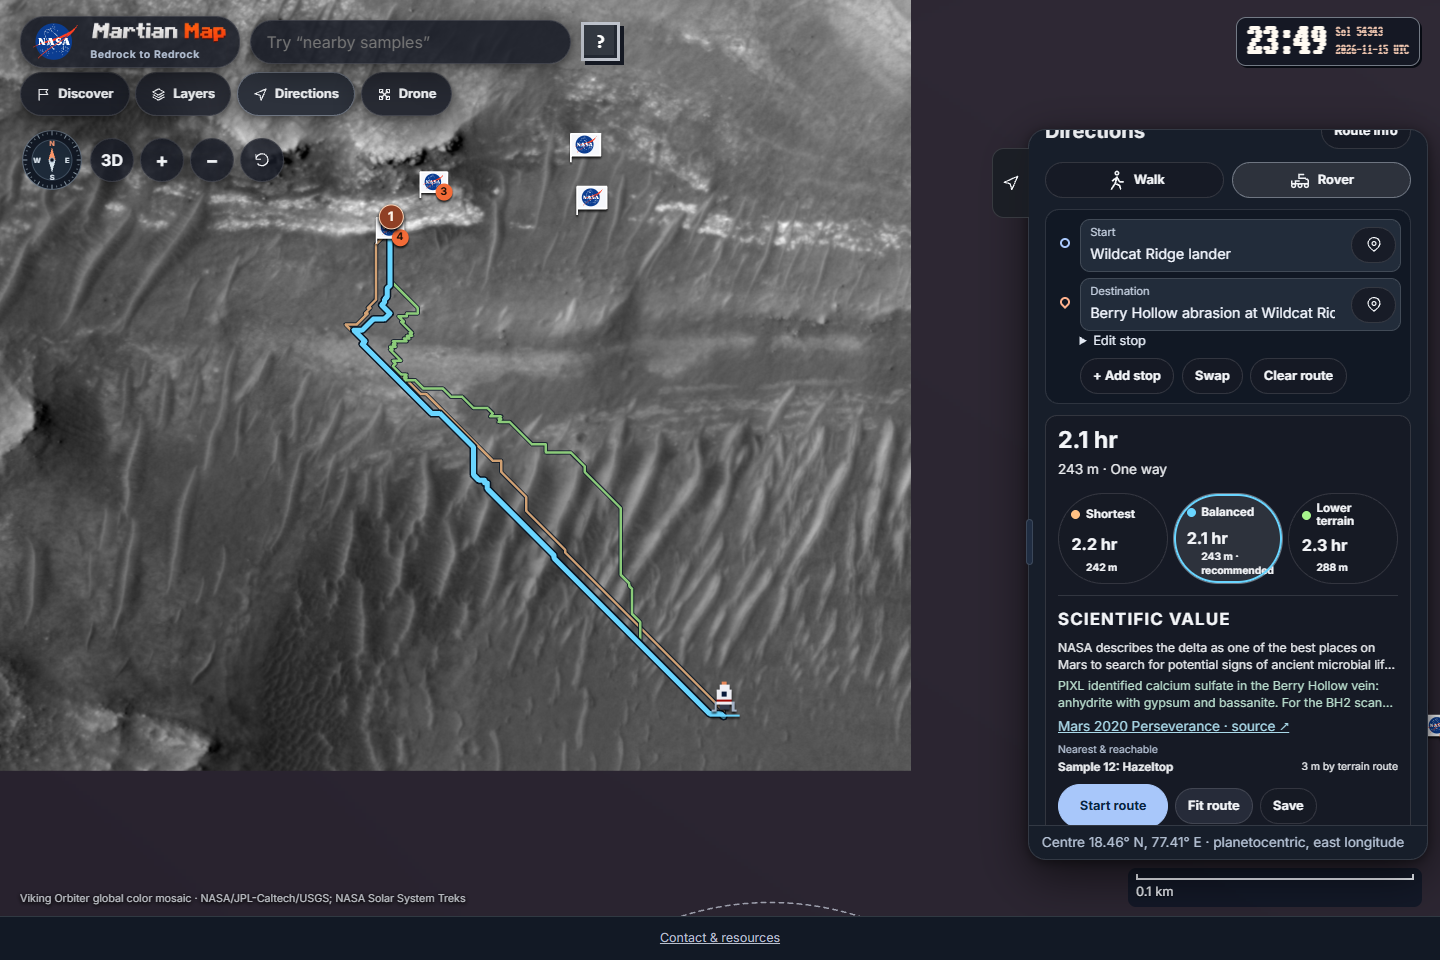 NASA
Martian Map
Bedrock to Redrock
Try “nearby samples”
?
23:49
Sol 54343
2026-11-15 UTC
Discover
Layers
Directions
Drone
N
W
E
S
3D
+
−
NASA
NASA
3
NASA
1
4
Directions
Route info
Walk
Rover
Start
Wildcat Ridge lander
Destination
Berry Hollow abrasion at Wildcat Ric
Edit stop
+ Add stop
Swap
Clear route
2.1 hr
243 m · One way
Shortest
2.2 hr
242 m
Balanced
2.1 hr
243 m ·
recommended
Lower
terrain
2.3 hr
288 m
SCIENTIFIC VALUE
NASA describes the delta as one of the best places on
Mars to search for potential signs of ancient microbial lif...
PIXL identified calcium sulfate in the Berry Hollow vein:
anhydrite with gypsum and bassanite. For the BH2 scan...
Mars 2020 Perseverance · source ↗
Nearest & reachable
Sample 12: Hazeltop
3 m by terrain route
Start route
Fit route
Save
Centre 18.46° N, 77.41° E · planetocentric, east longitude
0.1 km
Viking Orbiter global color mosaic · NASA/JPL-Caltech/USGS; NASA Solar System Treks
Contact & resources